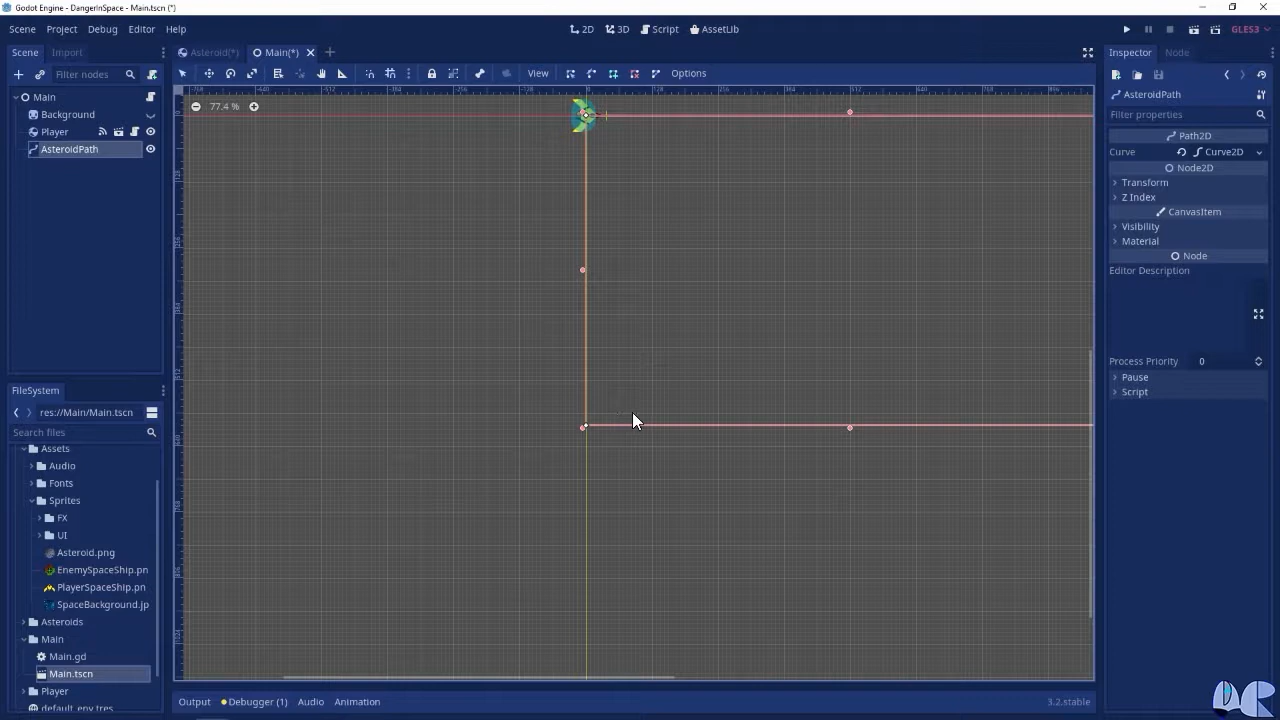 Godot Engine - DangerInSpace - Main.tscn (*)
Scene Project Debug Editor Help
2D 3D Script AssetLib
GLES3
Scene Import
Asteroid(*) Main(*)
Inspector Node
Filter nodes
View Options
Main
AsteroidPath
Background
77.4 %
Filter properties
Player
Path2D
AsteroidPath
Curve Curve2D
Node2D
Transform
Z Index
CanvasItem
Visibility
Material
Node
Editor Description
Process Priority 0
Pause
Script
FileSystem
res://Main/Main.tscn
Search files
Assets
Audio
Fonts
Sprites
FX
UI
Asteroid.png
EnemySpaceShip.pn
PlayerSpaceShip.pn
SpaceBackground.jp
Asteroids
Main
Main.gd
Main.tscn
Player
default_env.tres
Output Debugger (1) Audio Animation
3.2.stable